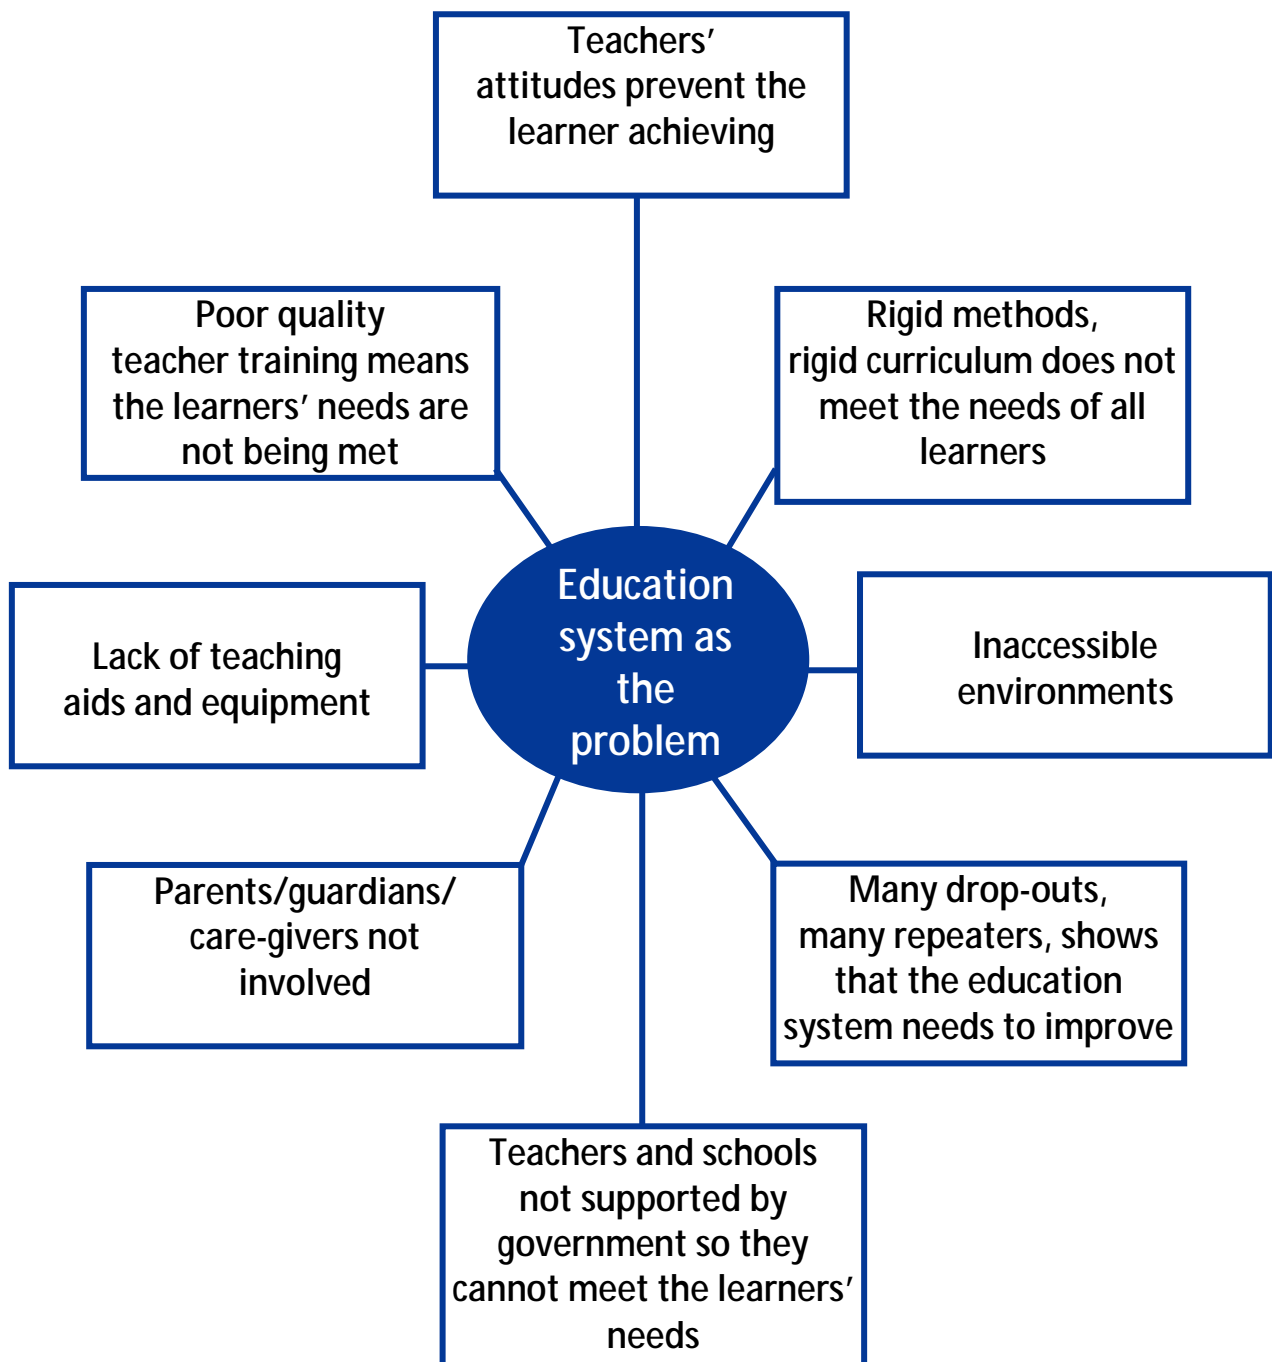 Teachers’
attitudes prevent the
learner achieving
Poor quality
teacher training means
the learners’ needs are
not being met
Rigid methods,
rigid curriculum does not
meet the needs of all
learners
Education
system as
the
problem
Lack of teaching
aids and equipment
Inaccessible
environments
Parents/guardians/
care-givers not
involved
Many drop-outs,
many repeaters, shows
that the education
system needs to improve
Teachers and schools
not supported by
government so they
cannot meet the learners’
needs